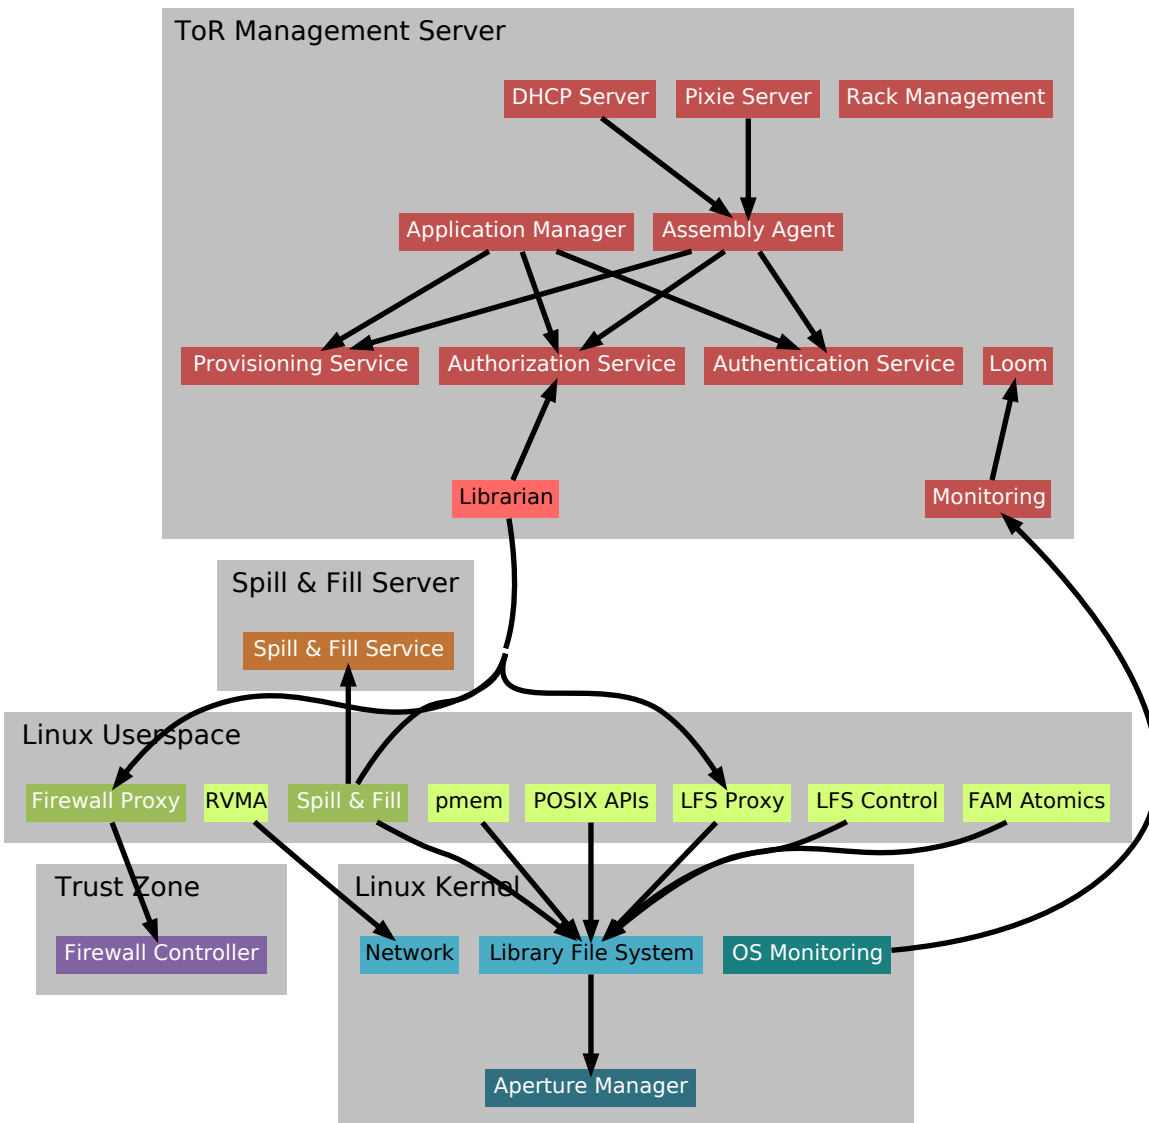 ToR Management Server
DHCP Server
Pixie Server
Rack Management
Application Manager
Assembly Agent
Provisioning Service
Authorization Service
Authentication Service
Loom
Librarian
Monitoring
Spill & Fill Server
Spill & Fill Service
Linux Userspace
Firewall Proxy
RVMA
Spill & Fill
pmem
POSIX APIs
LFS Proxy
LFS Control
FAM Atomics
Trust Zone
Firewall Controller
Linux Kernel
Network
Library File System
OS Monitoring
Aperture Manager